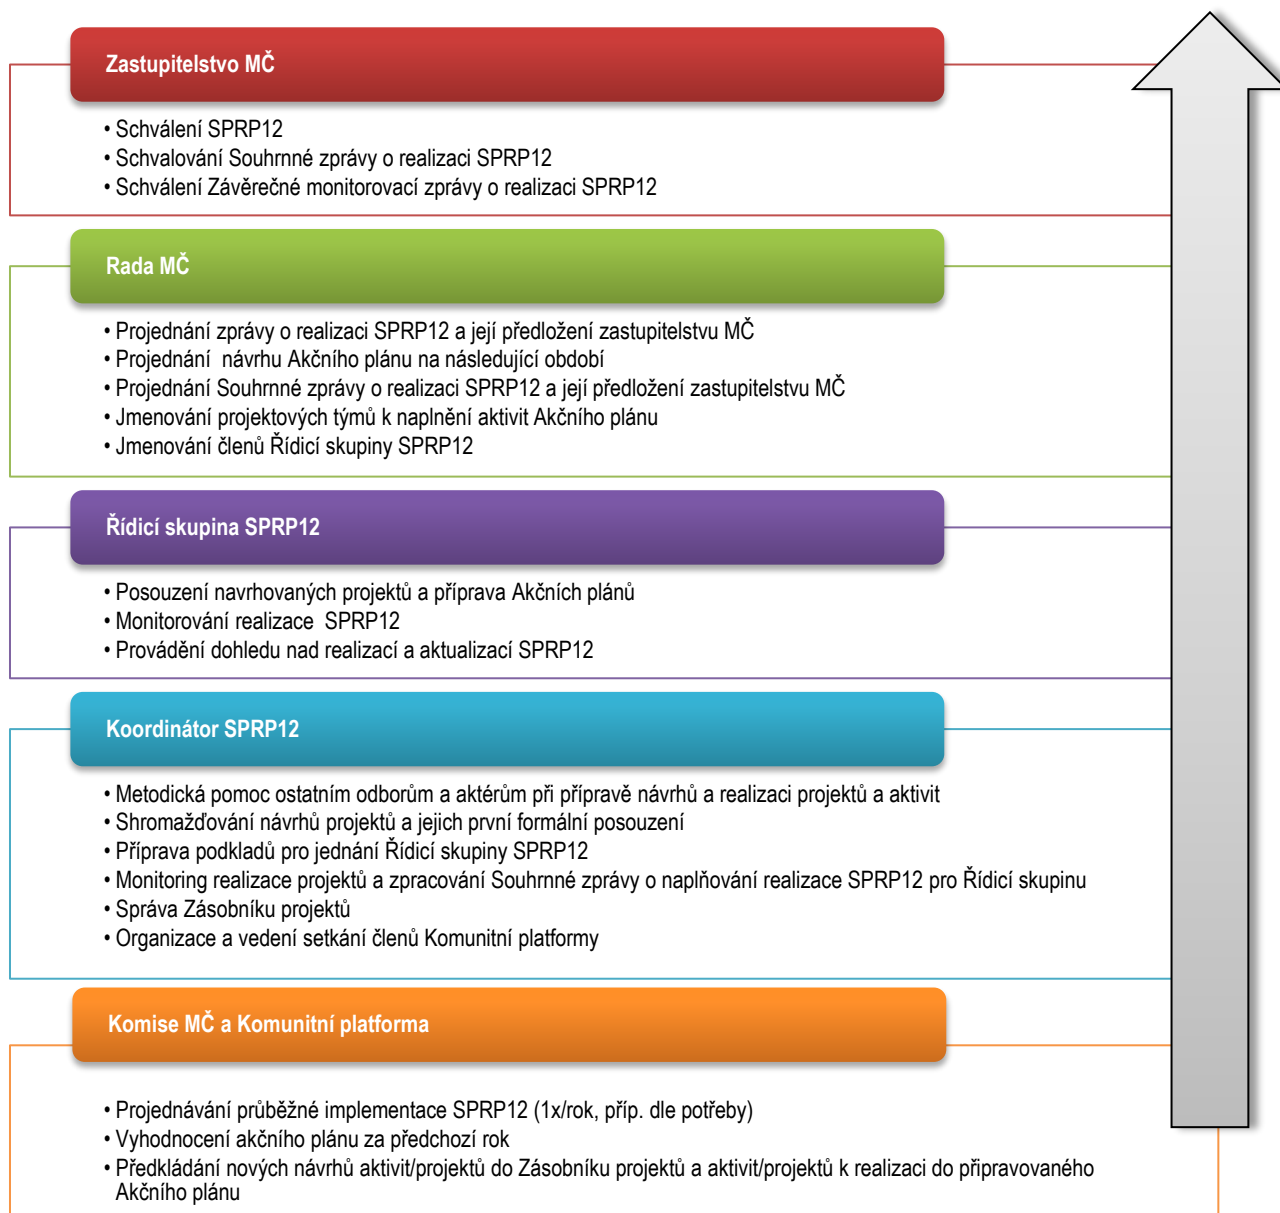 Zastupitelstvo MČ
• Schválení SPRP12
• Schvalování Souhrnné zprávy o realizaci SPRP12
• Schválení Závěrečné monitorovací zprávy o realizaci SPRP12
Rada MČ
• Projednání zprávy o realizaci SPRP12 a její předložení zastupitelstvu MČ
• Projednání  návrhu Akčního plánu na následující období
• Projednání Souhrnné zprávy o realizaci SPRP12 a její předložení zastupitelstvu MČ
• Jmenování projektových týmů k naplnění aktivit Akčního plánu
• Jmenování členů Řídicí skupiny SPRP12
Řídicí skupina SPRP12
• Posouzení navrhovaných projektů a příprava Akčních plánů
• Monitorování realizace  SPRP12
• Provádění dohledu nad realizací a aktualizací SPRP12
Koordinátor SPRP12
• Metodická pomoc ostatním odborům a aktérům při přípravě návrhů a realizaci projektů a aktivit
• Shromažďování návrhů projektů a jejich první formální posouzení
• Příprava podkladů pro jednání Řídicí skupiny SPRP12
• Monitoring realizace projektů a zpracování Souhrnné zprávy o naplňování realizace SPRP12 pro Řídicí skupinu
• Správa Zásobníku projektů
• Organizace a vedení setkání členů Komunitní platformy
Komise MČ a Komunitní platforma
• Projednávání průběžné implementace SPRP12 (1x/rok, příp. dle potřeby)
• Vyhodnocení akčního plánu za předchozí rok
• Předkládání nových návrhů aktivit/projektů do Zásobníku projektů a aktivit/projektů k realizaci do připravovaného
Akčního plánu